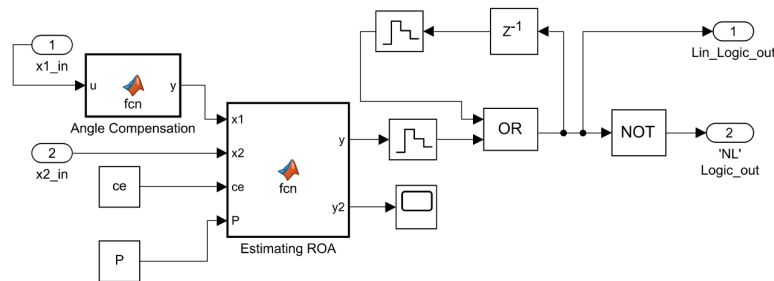 1
x1_in
u
fcn
y
Angle Compensation
2
x2_in
ce
P
x1
x2
ce
P
fcn
y
y2
Estimating ROA
Z-1
OR
NOT
1
Lin_Logic_out
2
'NL'
Logic_out